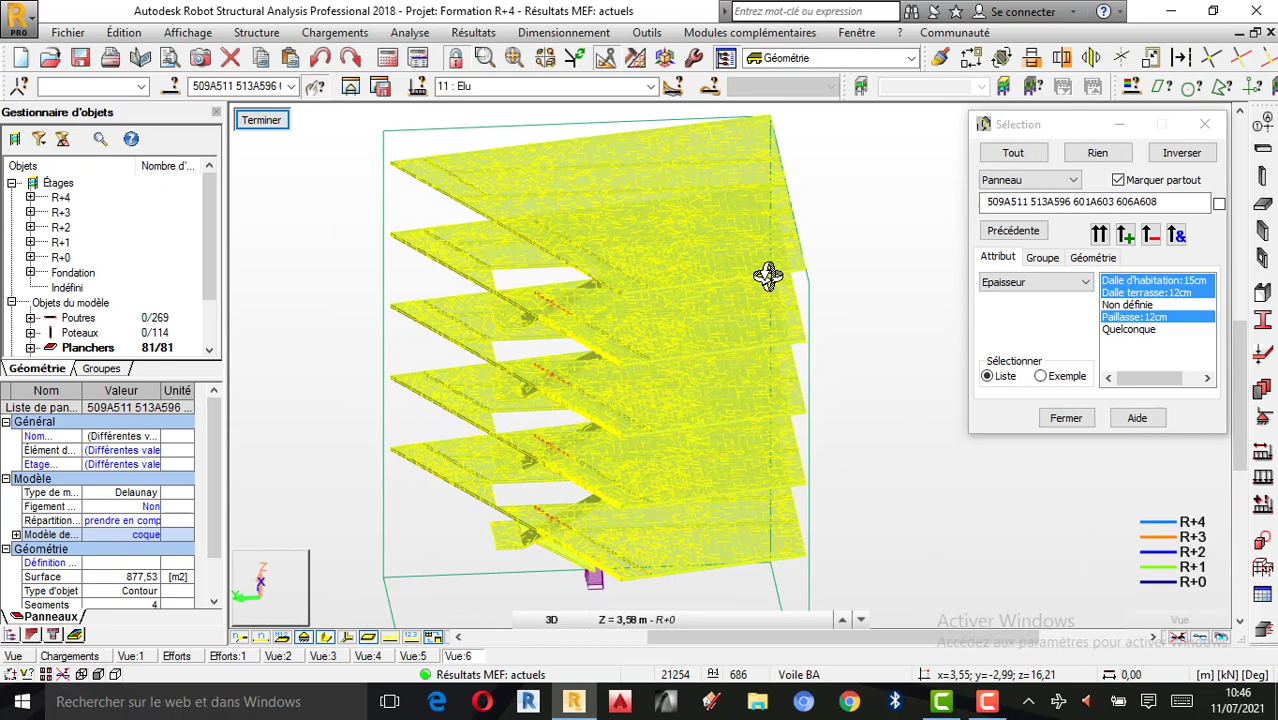 Autodesk Robot Structural Analysis Professional 2018 - Projet: Formation R+4 - Résultats MEF: actuels
Entrez mot-clé ou expression
Se connecter
PRO
Fichier Édition Affichage Structure Chargements Analyse Résultats Dimensionnement Outils Modules complémentaires Fenêtre Communauté
Géométrie
509A511 513A596 6
11 : Elu
Gestionnaire d'objets
Objets Nombre d'...
Étages
R+4
R+3
R+2
R+1
R+0
Fondation
Indéfini
Objets du modèle
Poutres 0/269
Poteaux 0/114
Planchers 81/81
Géométrie Groupes
Nom Valeur Unité
Liste de pan... 509A511 513A596 ...
Général
Nom... (Différentes v...
Élément d... (Différentes vale
Etage... (Différentes vale
Modèle
Type de m... Delaunay
Figement ... Non
Répartition... prendre en comp
Modèle de... coque
Géométrie
Définition ...
Surface 877,53 [m2]
Type d'objet Contour
Segments 4
Panneaux
Terminer
Z
X
Y
3D Z = 3,58 m - R+0
Sélection
Tout Rien Inverser
Panneau Marquer partout
509A511 513A596 601A603 606A608
Précédente
Attribut Groupe Géométrie
Epaisseur
Dalle d'habitation:15cm
Dalle terrasse:12cm
Non définie
Paillasse:12cm
Quelconque
Sélectionner
Liste Exemple
Fermer Aide
R+4
R+3
R+2
R+1
R+0
Vue
Activer Windows
Accédez aux paramètres pour activer Windows.
Vue Chargements Vue:1 Efforts Efforts:1 Vue:2 Vue:3 Vue:4 Vue:5 Vue:6
Résultats MEF: actuels 21254 686 Voile BA x=3,55; y=-2,99; z=16,21 0,00 [m] [kN] [Deg]
Rechercher sur le web et dans Windows
10:46
11/07/2021